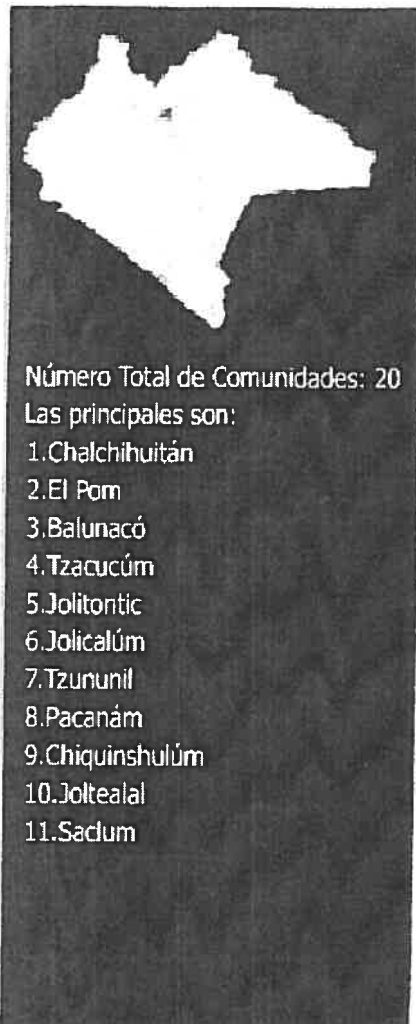 Número Total de Comunidades: 20
Las principales son:
1.Chalchihuitán
2.El Pom
3.Balunacó
4.Tzacucúm
5.Jolitontic
6.Jolicalúm
7.Tzununil
8.Pacanám
9.Chiquinshulúm
10.Joltealal
11.Saclum